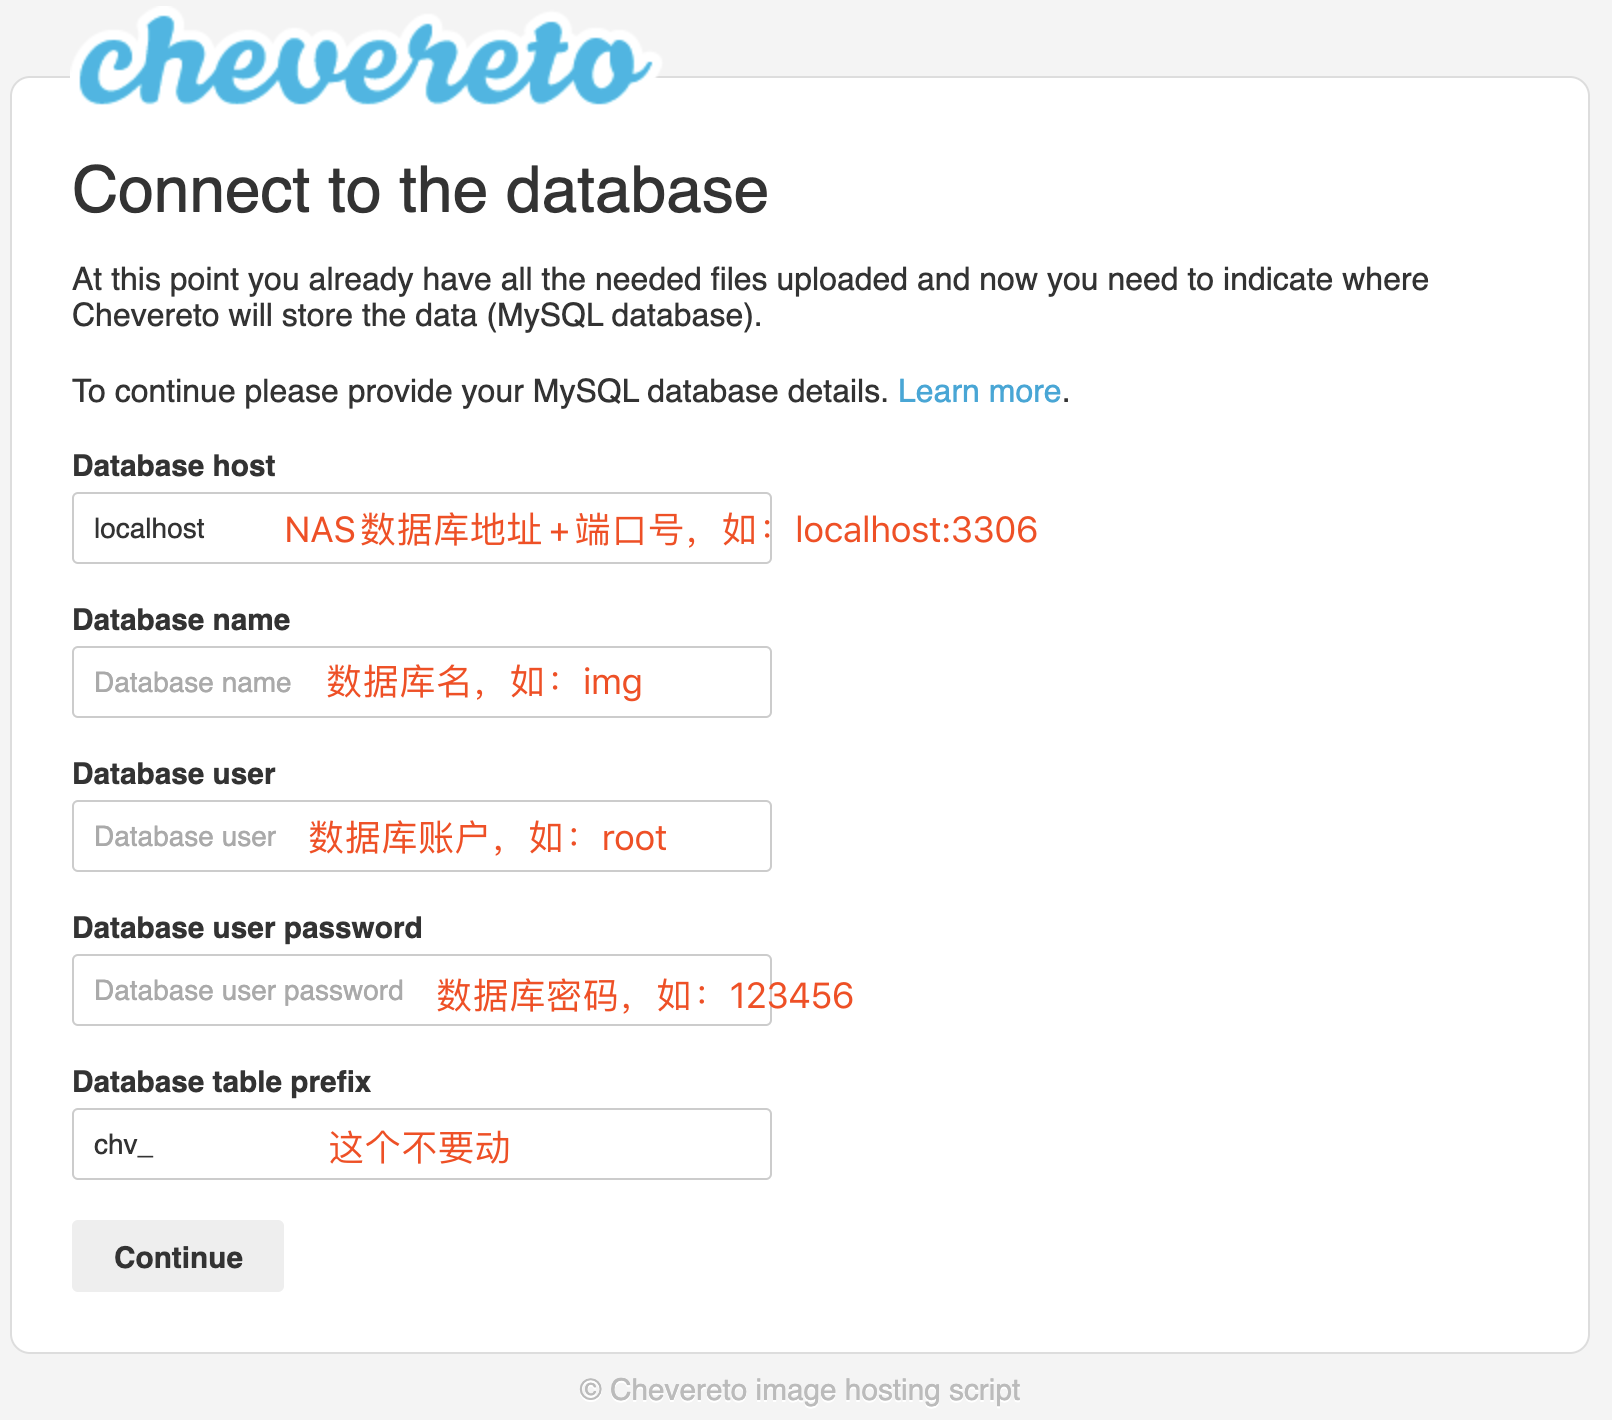 chevereto
Connect to the database
At this point you already have all the needed files uploaded and now you need to indicate where
Chevereto will store the data (MySQL database).
To continue please provide your MySQL database details. Learn more.
Database host
localhost NAS数据库地址+端口号，如：localhost:3306
Database name
Database name 数据库名，如：img
Database user
Database user 数据库账户，如：root
Database user password
Database user password 数据库密码，如：123456
Database table prefix
chv_ 这个不要动
Continue
© Chevereto image hosting script